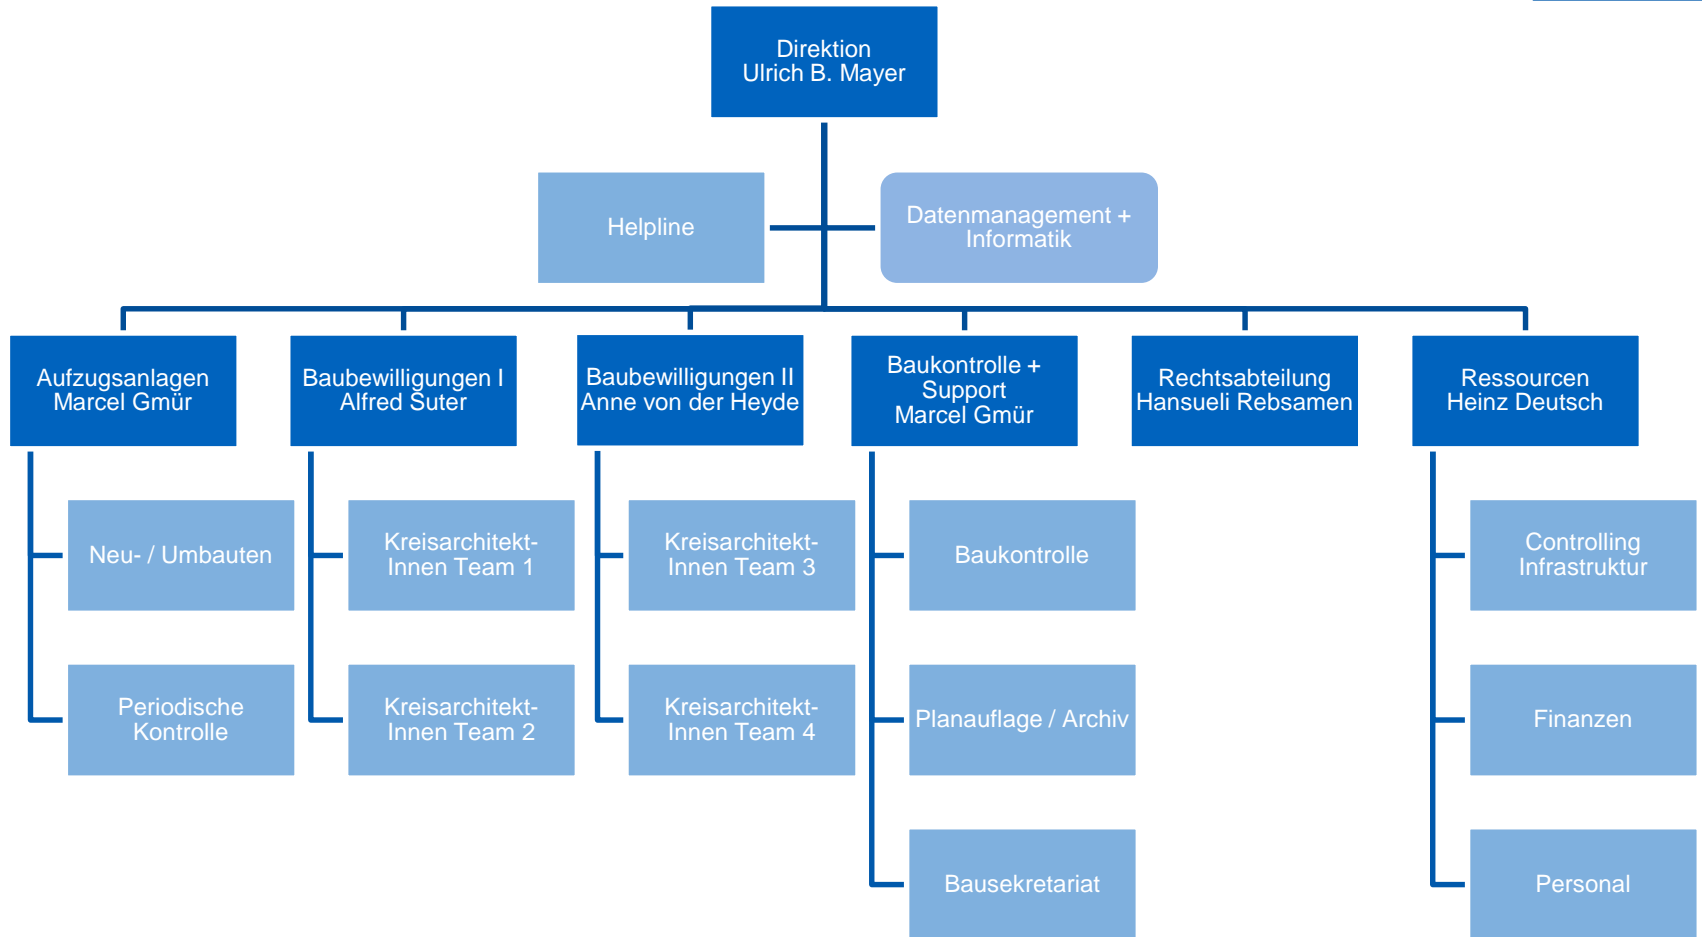 Direktion
Ulrich B. Mayer
Helpline
Datenmanagement +
Informatik
Aufzugsanlagen
Marcel Gmür
Baubewilligungen I
Alfred Suter
Baubewilligungen II
Anne von der Heyde
Baukontrolle +
Support
Marcel Gmür
Rechtsabteilung
Hansueli Rebsamen
Ressourcen
Heinz Deutsch
Neu- / Umbauten
Kreisarchitekt-
Innen Team 1
Kreisarchitekt-
Innen Team 3
Baukontrolle
Controlling
Infrastruktur
Periodische
Kontrolle
Kreisarchitekt-
Innen Team 2
Kreisarchitekt-
Innen Team 4
Planauflage / Archiv
Finanzen
Bausekretariat
Personal